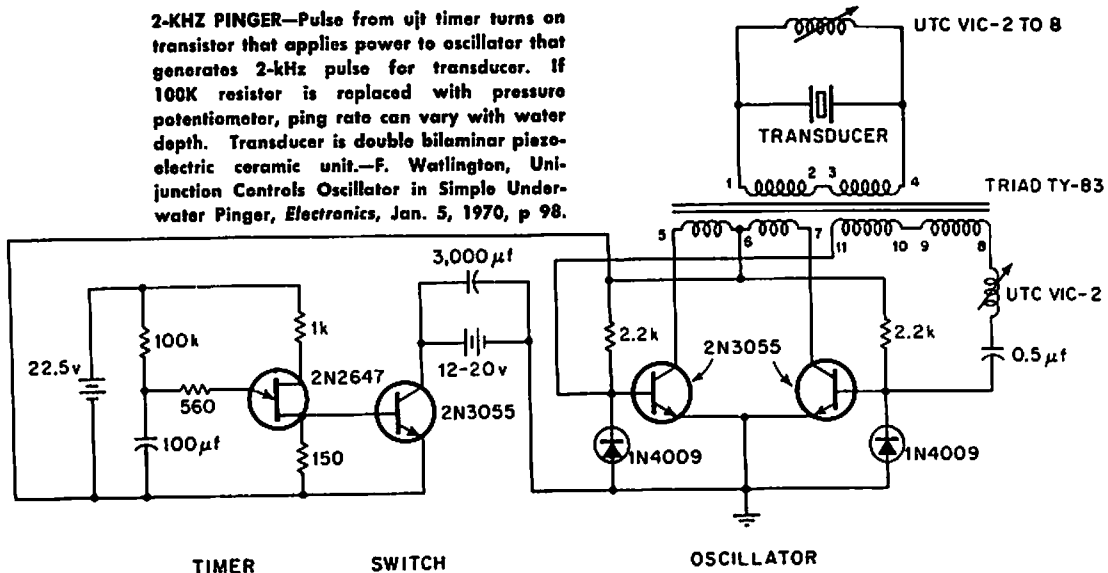 2-KHZ PINGER—Pulse from ujt timer turns on
transistor that applies power to oscillator that
generates 2-kHz pulse for transducer. If
100K resistor is replaced with pressure
potentiometer, ping rate can vary with water
depth. Transducer is double bilaminar piezo-
electric ceramic unit.—F. Watlington, Uni-
junction Controls Oscillator in Simple Under-
water Pinger, Electronics, Jan. 5, 1970, p 98.
UTC VIC-2 TO 8
TRANSDUCER
1
2
3
4
TRIAD TY-83
5
6
7
11
10
9
8
3,000 μf
UTC VIC-2
100k
1k
2.2k
2.2k
2N3055
0.5 μf
22.5v
12-20v
560
2N2647
2N3055
100μf
150
1N4009
1N4009
TIMER
SWITCH
OSCILLATOR